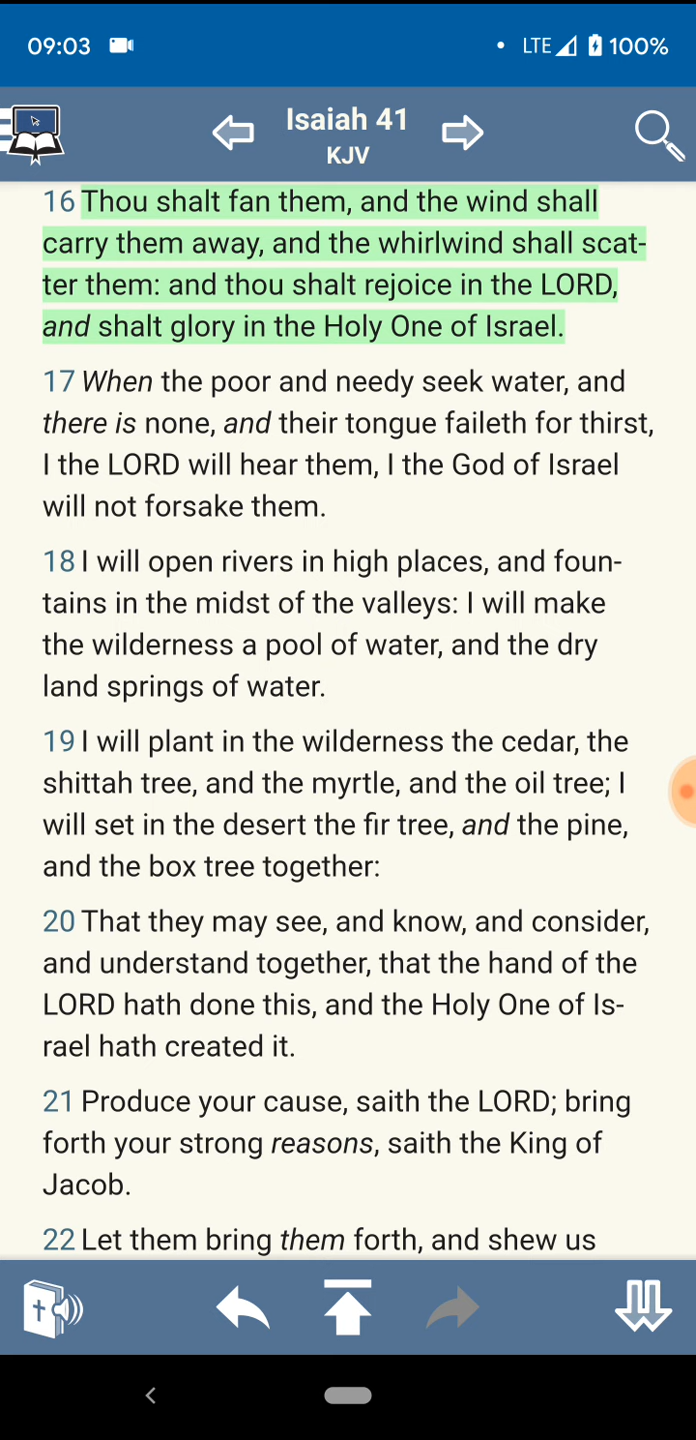 09:03
LTE
100%
Isaiah 41
KJV
16 Thou shalt fan them, and the wind shall
carry them away, and the whirlwind shall scat-
ter them: and thou shalt rejoice in the LORD,
and shalt glory in the Holy One of Israel.
17 When the poor and needy seek water, and
there is none, and their tongue faileth for thirst,
I the LORD will hear them, I the God of Israel
will not forsake them.
18 I will open rivers in high places, and foun-
tains in the midst of the valleys: I will make
the wilderness a pool of water, and the dry
land springs of water.
19 I will plant in the wilderness the cedar, the
shittah tree, and the myrtle, and the oil tree; I
will set in the desert the fir tree, and the pine,
and the box tree together:
20 That they may see, and know, and consider,
and understand together, that the hand of the
LORD hath done this, and the Holy One of Is-
rael hath created it.
21 Produce your cause, saith the LORD; bring
forth your strong reasons, saith the King of
Jacob.
22 Let them bring them forth, and shew us